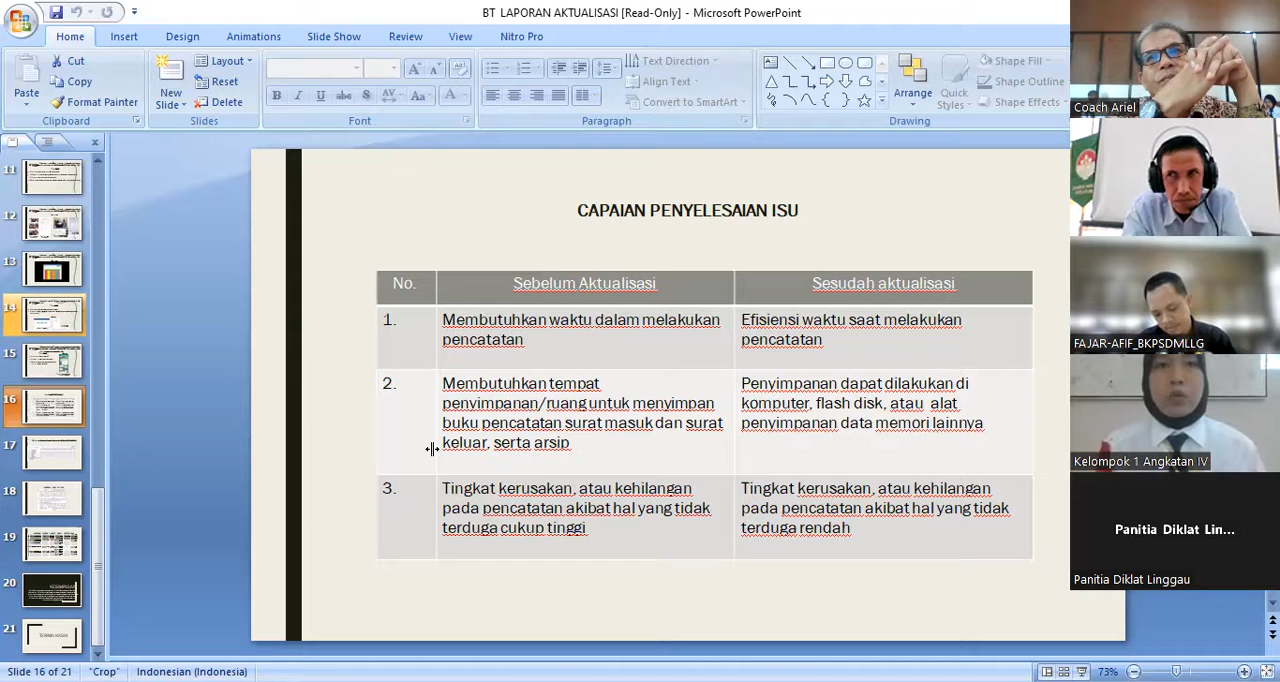 BT LAPORAN AKTUALISASI [Read-Only] - Microsoft PowerPoint
Home Insert Design Animations Slide Show Review View Nitro Pro
Paste
Cut
Copy
Format Painter
Clipboard
New Slide
Layout
Reset
Delete
Slides
B I U abe S AV Aa A
Font
Text Direction
Align Text
Convert to SmartArt
Paragraph
Arrange
Quick Styles
Shape Fill
Shape Outline
Shape Effects
Drawing
11
12
13
14
15
16
17
18
19
20
21
CAPAIAN PENYELESAIAN ISU
No. Sebelum Aktualisasi Sesudah aktualisasi
1. Membutuhkan waktu dalam melakukan pencatatan
Efisiensi waktu saat melakukan pencatatan
2. Membutuhkan tempat
penyimpanan/ruang untuk menyimpan
buku pencatatan surat masuk dan surat
keluar, serta arsip
Penyimpanan dapat dilakukan di
komputer, flash disk, atau alat
penyimpanan data memori lainnya
3. Tingkat kerusakan, atau kehilangan
pada pencatatan akibat hal yang tidak
terduga cukup tinggi
Tingkat kerusakan, atau kehilangan
pada pencatatan akibat hal yang tidak
terduga rendah
Coach Ariel
FAJAR-AFIF_BKPSDMLLG
Kelompok 1 Angkatan IV
Panitia Diklat Lin...
Panitia Diklat Linggau
Slide 16 of 21 "Crop" Indonesian (Indonesia) 73%